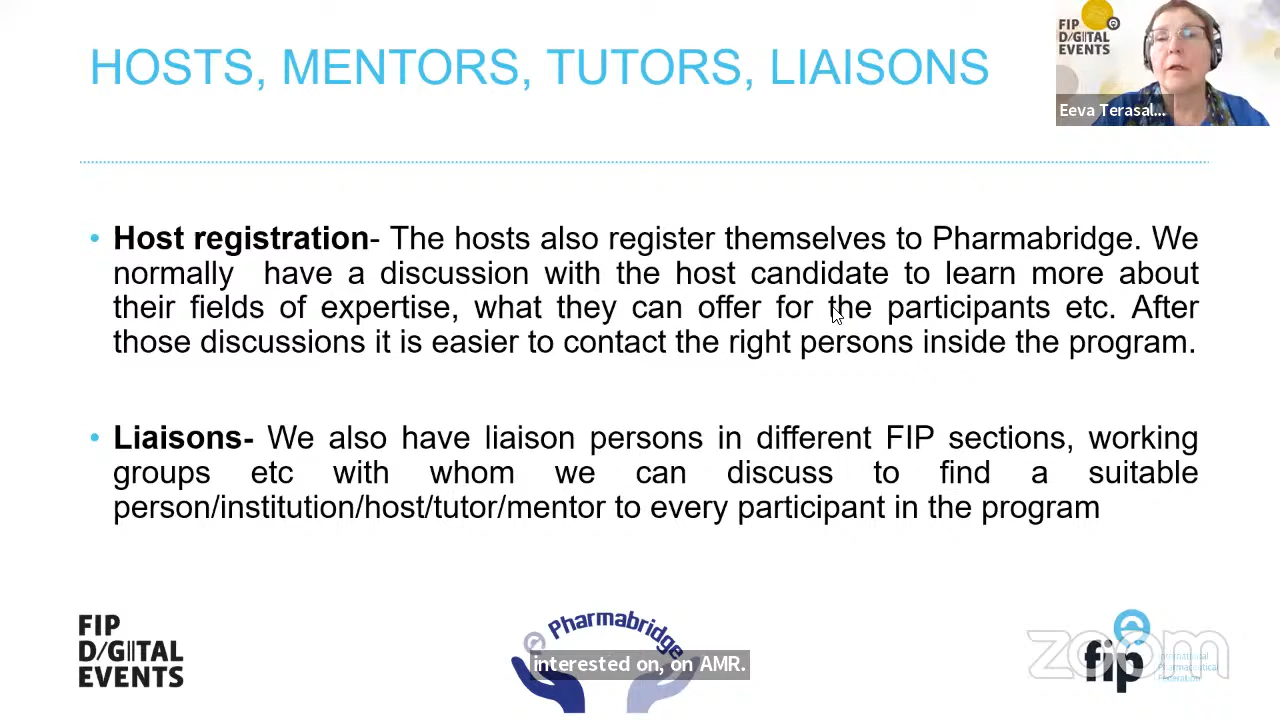 HOSTS, MENTORS, TUTORS, LIAISONS
FIP
D/G/TAL
EVENTS
Eeva Terasal...
• Host registration- The hosts also register themselves to Pharmabridge. We
normally have a discussion with the host candidate to learn more about
their fields of expertise, what they can offer for the participants etc. After
those discussions it is easier to contact the right persons inside the program.
• Liaisons- We also have liaison persons in different FIP sections, working
groups etc with whom we can discuss to find a suitable
person/institution/host/tutor/mentor to every participant in the program
FIP
D/G/TAL
EVENTS
Pharmabridge
interested on, on AMR.
fip
International
Pharmaceutical
Federation
zoom